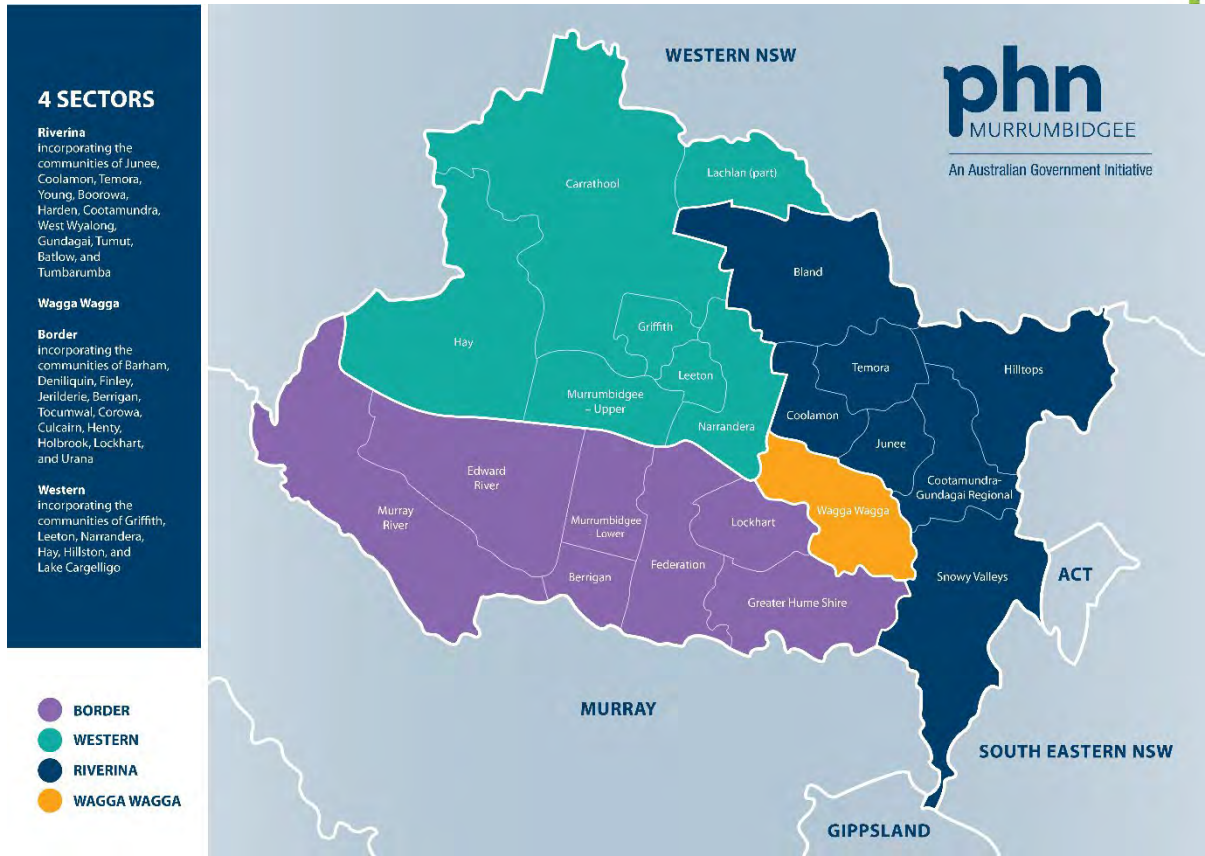 4 SECTORS
Riverina
incorporating the
communities of Junee,
Coolamon, Temora,
Young, Boorowa,
Harden, Cootamundra,
West Wyalong,
Gundagai, Tumut,
Batlow, and
Tumbarumba
Wagga Wagga
Border
incorporating the
communities of Barham,
Deniliquin, Finley,
Jerilderie, Berrigan,
Tocumwal, Corowa,
Culcairn, Henty,
Holbrook, Lockhart,
and Urana
Western
incorporating the
communities of Griffith,
Leeton, Narrandera,
Hay, Hillston, and
Lake Cargelligo
BORDER
WESTERN
RIVERINA
WAGGA WAGGA
WESTERN NSW
phn
MURRUMBIDGEE
An Australian Government Initiative
Carrathool
Lachlan (part)
Bland
Griffith
Hay
Leeton
Temora
Hilltops
Murrumbidgee
– Upper
Narrandera
Coolamon
Junee
Cootamundra-
Gundagai Regional
Edward
River
Murray
River
Murrumbidgee
Lower
Lockhart
Wagga Wagga
Berrigan
Federation
Greater Hume Shire
Snowy Valleys
ACT
MURRAY
SOUTH EASTERN NSW
GIPPSLAND